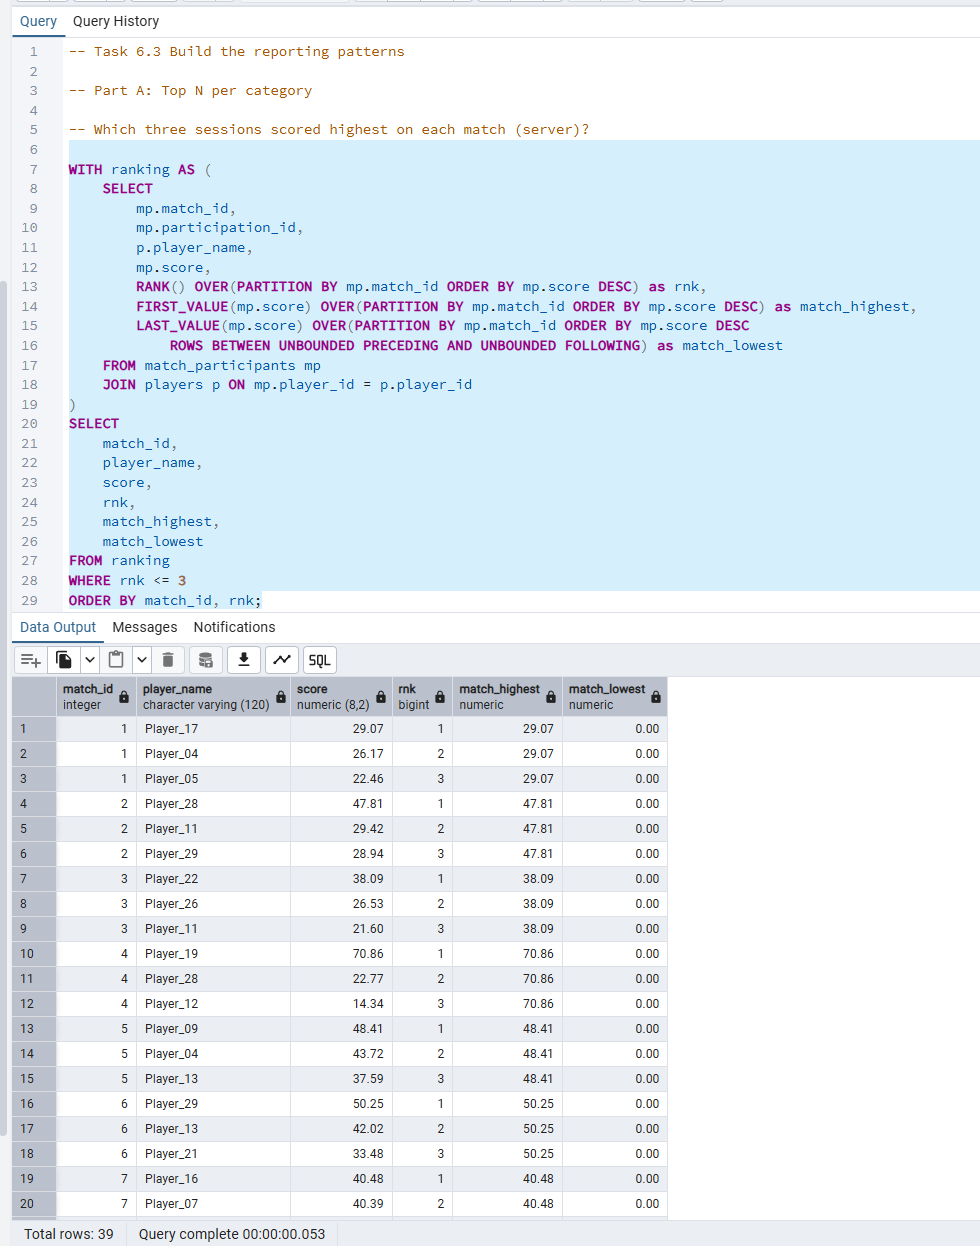 Query Query History
1 -- Task 6.3 Build the reporting patterns
2
3 -- Part A: Top N per category
4
5 -- Which three sessions scored highest on each match (server)?
6
7 WITH ranking AS (
8 SELECT
9 mp.match_id,
10 mp.participation_id,
11 p.player_name,
12 mp.score,
13 RANK() OVER(PARTITION BY mp.match_id ORDER BY mp.score DESC) as rnk,
14 FIRST_VALUE(mp.score) OVER(PARTITION BY mp.match_id ORDER BY mp.score DESC) as match_highest,
15 LAST_VALUE(mp.score) OVER(PARTITION BY mp.match_id ORDER BY mp.score DESC
16 ROWS BETWEEN UNBOUNDED PRECEDING AND UNBOUNDED FOLLOWING) as match_lowest
17 FROM match_participants mp
18 JOIN players p ON mp.player_id = p.player_id
19 )
20 SELECT
21 match_id,
22 player_name,
23 score,
24 rnk,
25 match_highest,
26 match_lowest
27 FROM ranking
28 WHERE rnk <= 3
29 ORDER BY match_id, rnk;
Data Output Messages Notifications
SQL
match_id player_name score rnk match_highest match_lowest
integer character varying (120) numeric (8,2) bigint numeric numeric
1 1 Player_17 29.07 1 29.07 0.00
2 1 Player_04 26.17 2 29.07 0.00
3 1 Player_05 22.46 3 29.07 0.00
4 2 Player_28 47.81 1 47.81 0.00
5 2 Player_11 29.42 2 47.81 0.00
6 2 Player_29 28.94 3 47.81 0.00
7 3 Player_22 38.09 1 38.09 0.00
8 3 Player_26 26.53 2 38.09 0.00
9 3 Player_11 21.60 3 38.09 0.00
10 4 Player_19 70.86 1 70.86 0.00
11 4 Player_28 22.77 2 70.86 0.00
12 4 Player_12 14.34 3 70.86 0.00
13 5 Player_09 48.41 1 48.41 0.00
14 5 Player_04 43.72 2 48.41 0.00
15 5 Player_13 37.59 3 48.41 0.00
16 6 Player_29 50.25 1 50.25 0.00
17 6 Player_13 42.02 2 50.25 0.00
18 6 Player_21 33.48 3 50.25 0.00
19 7 Player_16 40.48 1 40.48 0.00
20 7 Player_07 40.39 2 40.48 0.00
Total rows: 39 Query complete 00:00:00.053